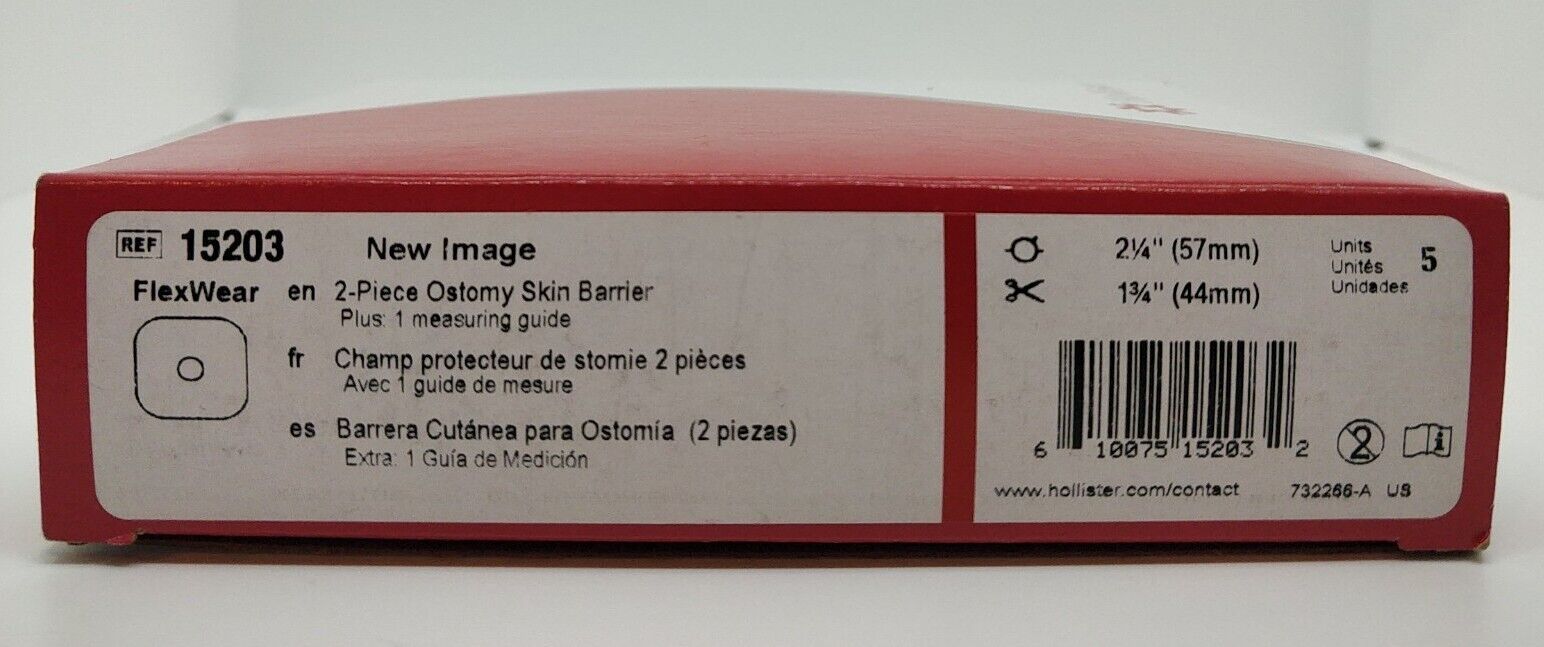 REF 15203 New Image
FlexWear en 2-Piece Ostomy Skin Barrier
Plus: 1 measuring guide
fr Champ protecteur de stomie 2 pièces
Avec 1 guide de mesure
es Barrera Cutánea para Ostomía (2 piezas)
Extra: 1 Guía de Medición
2¼" (57mm)
1¾" (44mm)
Units
Unités
Unidades
5
6 10075 15203 2
2
i
www.hollister.com/contact 732266-A US